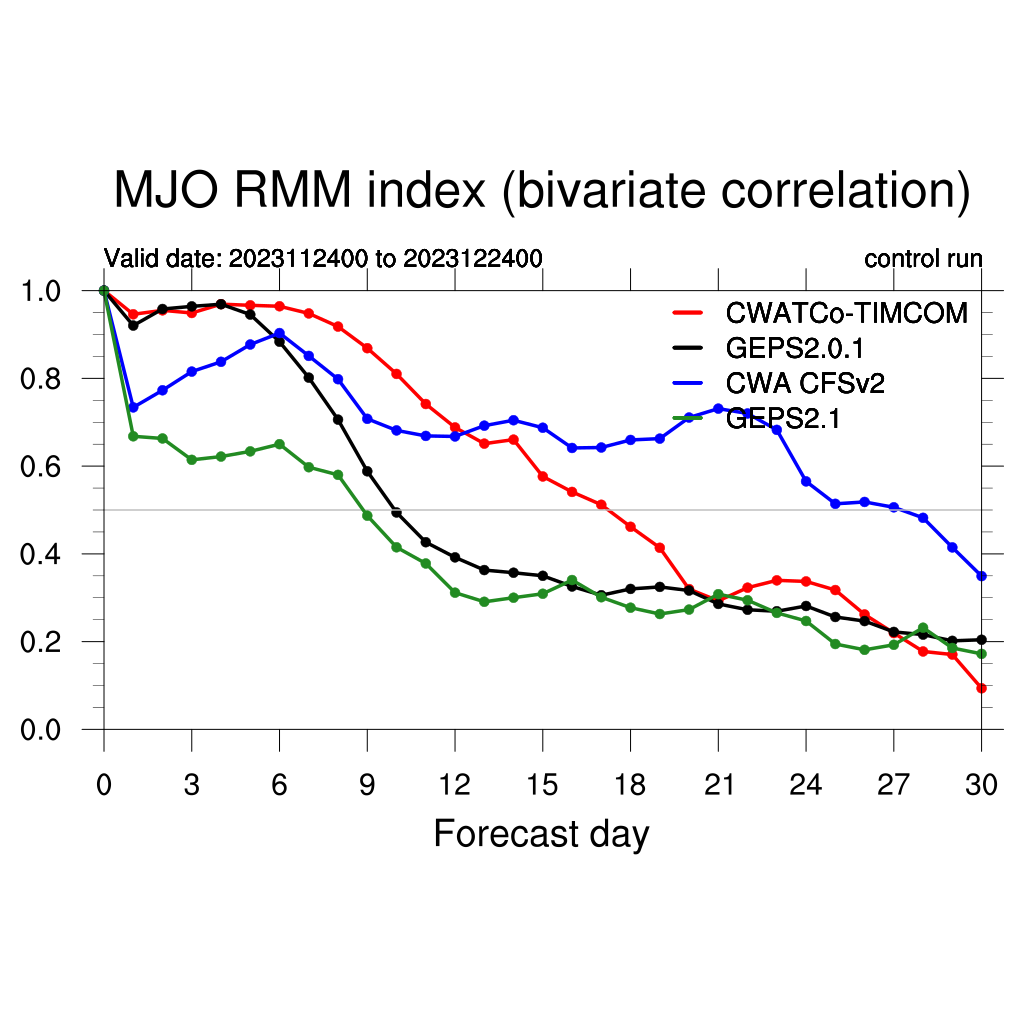 MJO RMM index (bivariate correlation)
Valid date: 2023112400 to 2023122400 control run
1.0
0.8
0.6
0.4
0.2
0.0
CWATCo-TIMCOM
GEPS2.0.1
CWA CFSv2
GEPS2.1
0 3 6 9 12 15 18 21 24 27 30
Forecast day